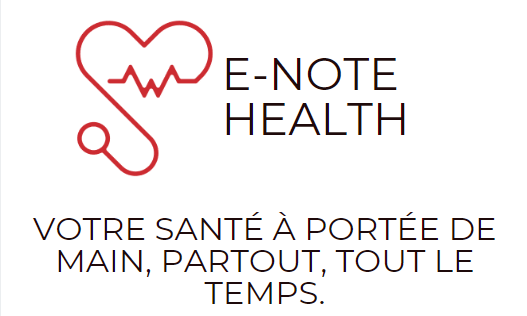 E-NOTE
HEALTH
VOTRE SANTÉ À PORTÉE DE
MAIN, PARTOUT, TOUT LE
TEMPS.